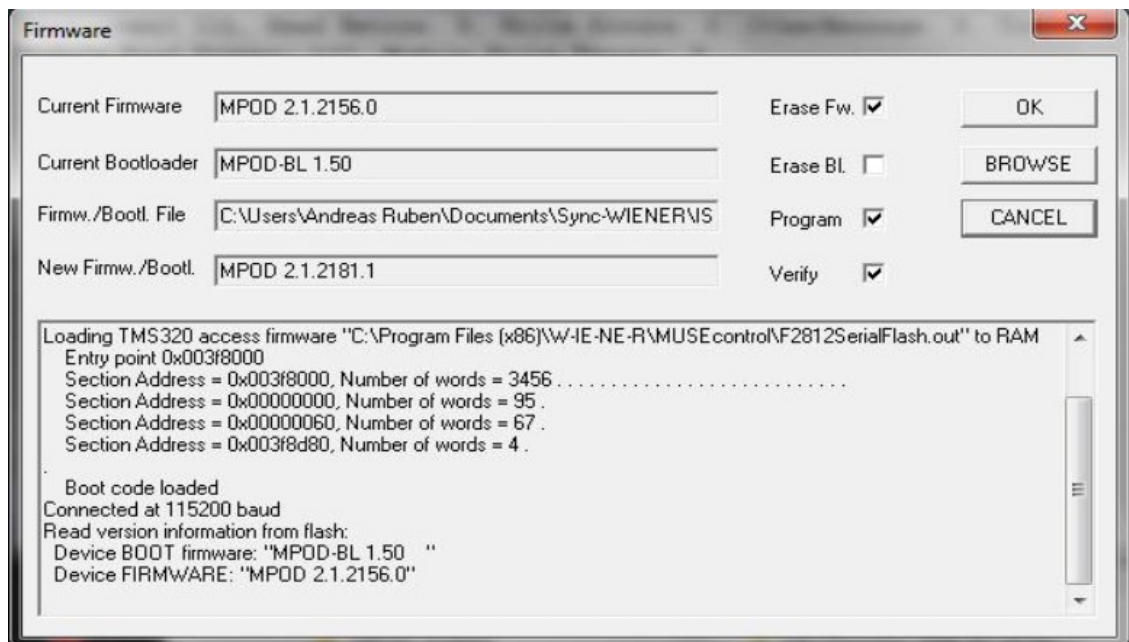 Firmware
Current Firmware MPOD 2.1.2156.0 Erase Fw. OK
Current Bootloader MPOD-BL 1.50 Erase Bl. BROWSE
Firmw./Bootl. File C:\Users\Andreas Ruben\Documents\Sync-WIENER\IS Program CANCEL
New Firmw./Bootl. MPOD 2.1.2181.1 Verify
Loading TMS320 access firmware "C:\Program Files (x86)\W-IE-NE-R\MUSEcontrol\F2812SerialFlash.out" to RAM
Entry point 0x003f8000
Section Address = 0x003f8000, Number of words = 3456 . . . . . . . . . . . . . . . . . . . . . . . . . . .
Section Address = 0x00000000, Number of words = 95 .
Section Address = 0x00000060, Number of words = 67 .
Section Address = 0x003f8d80, Number of words = 4 .
.
Boot code loaded
Connected at 115200 baud
Read version information from flash:
Device BOOT firmware: "MPOD-BL 1.50    "
Device FIRMWARE: "MPOD 2.1.2156.0"